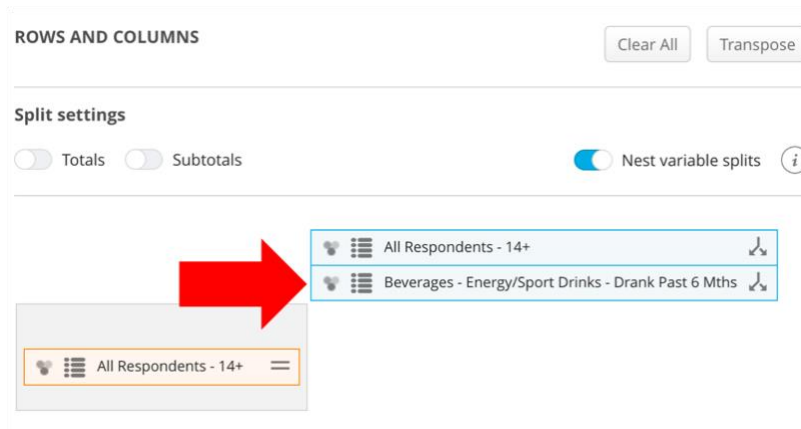 ROWS AND COLUMNS
Clear All
Transpose
Split settings
Totals
Subtotals
Nest variable splits
i
All Respondents - 14+
Beverages - Energy/Sport Drinks - Drank Past 6 Mths
All Respondents - 14+